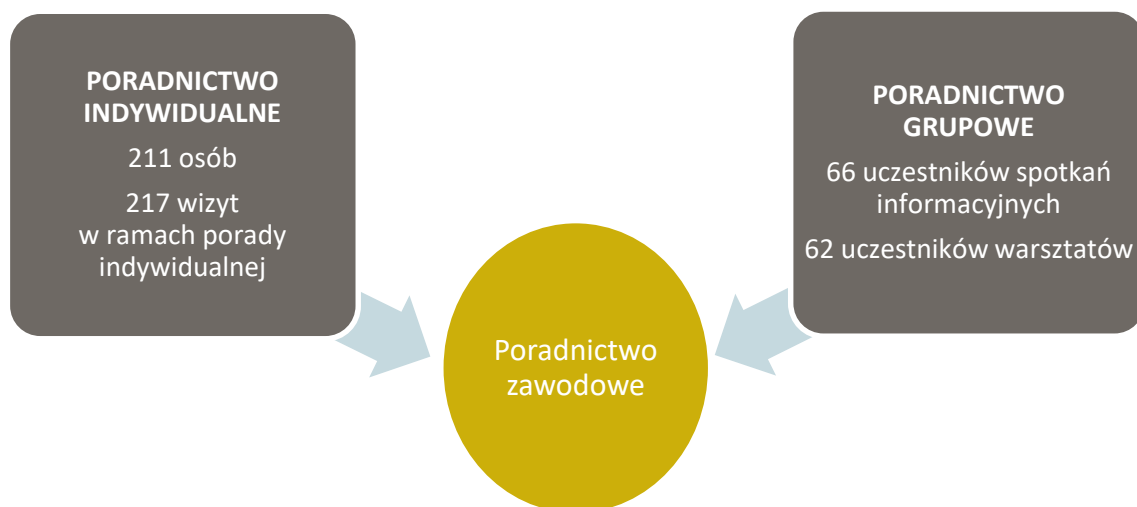 PORADNICTWO
INDYWIDUALNE
211 osób
217 wizyt
w ramach porady
indywidualnej
PORADNICTWO
GRUPOWE
66 uczestników spotkań
informacyjnych
62 uczestników warsztatów
Poradnictwo
zawodowe